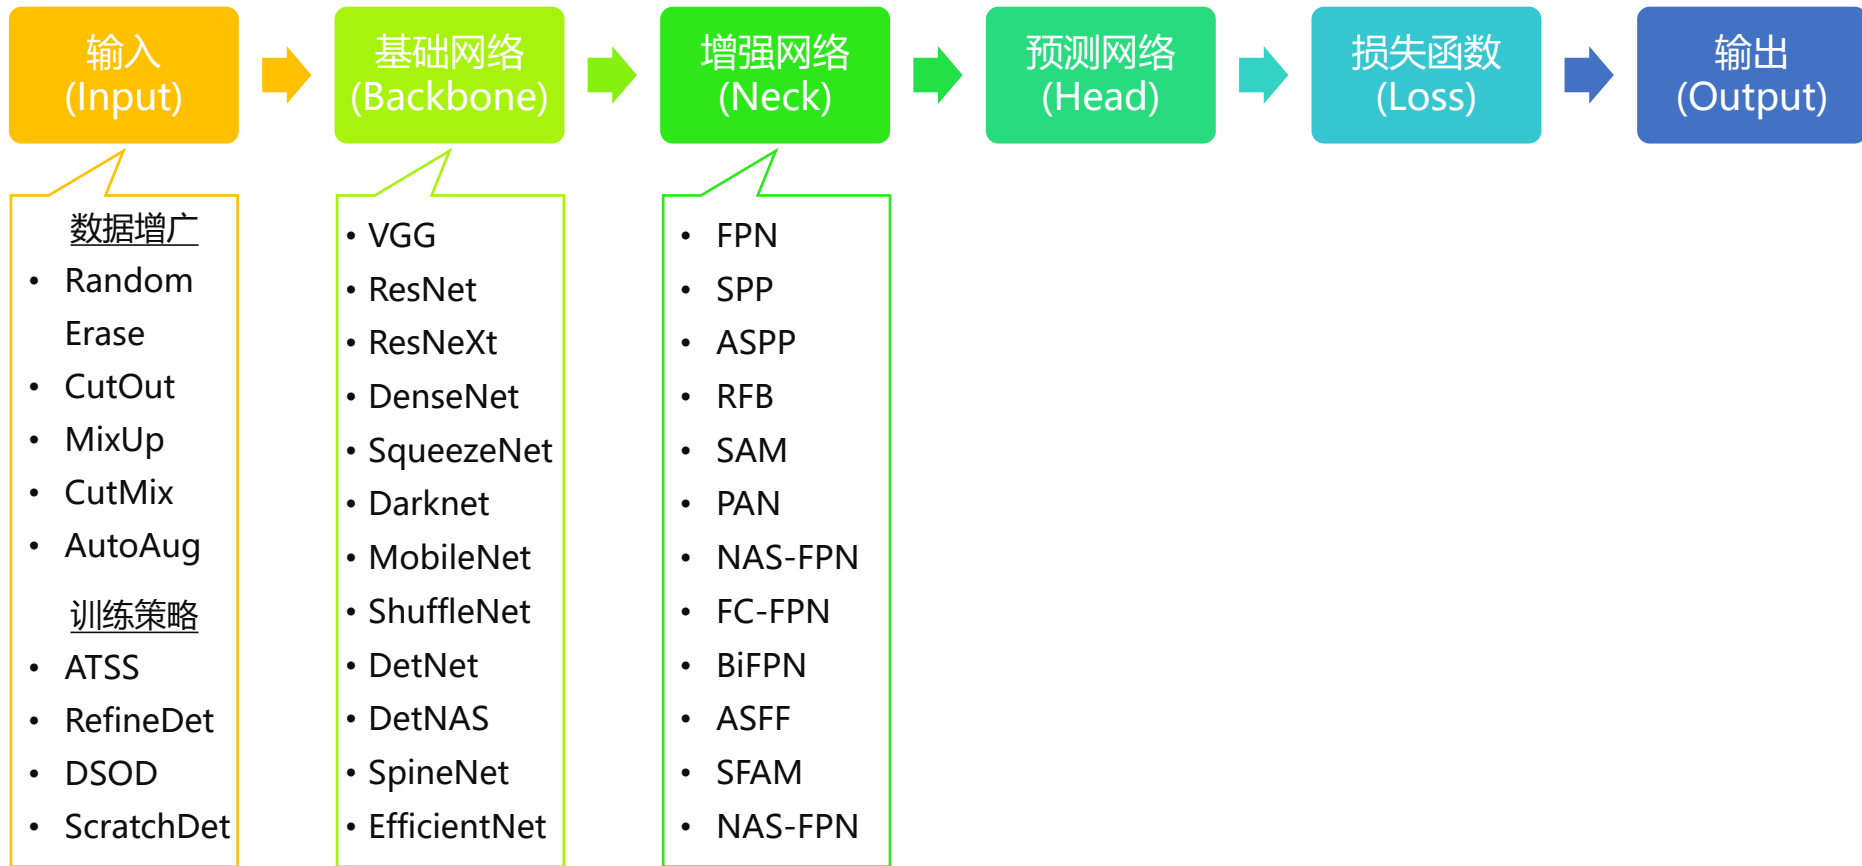 输入
(Input)
基础网络
(Backbone)
增强网络
(Neck)
预测网络
(Head)
损失函数
(Loss)
输出
(Output)
数据增广
• Random
Erase
• CutOut
• MixUp
• CutMix
• AutoAug
训练策略
• ATSS
• RefineDet
• DSOD
• ScratchDet
• VGG
• ResNet
• ResNeXt
• DenseNet
• SqueezeNet
• Darknet
• MobileNet
• ShuffleNet
• DetNet
• DetNAS
• SpineNet
• EfficientNet
• FPN
• SPP
• ASPP
• RFB
• SAM
• PAN
• NAS-FPN
• FC-FPN
• BiFPN
• ASFF
• SFAM
• NAS-FPN